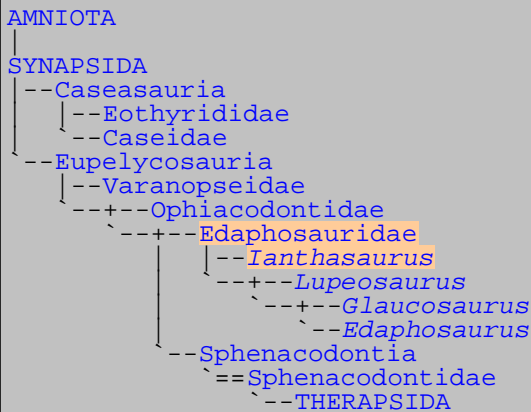 AMNIOTA
|
SYNAPSIDA
|--Caseasauria
|  |--Eothyrididae
|  `--Caseidae
`--Eupelycosauria
   |--Varanopseidae
   `--+--Ophiacodontidae
      `--+--Edaphosauridae
         |  |--Ianthasaurus
         |  `--+--Lupeosaurus
         |     `--+--Glaucosaurus
         |        `--Edaphosaurus
         `--Sphenacodontia
            `==Sphenacodontidae
               `--THERAPSIDA